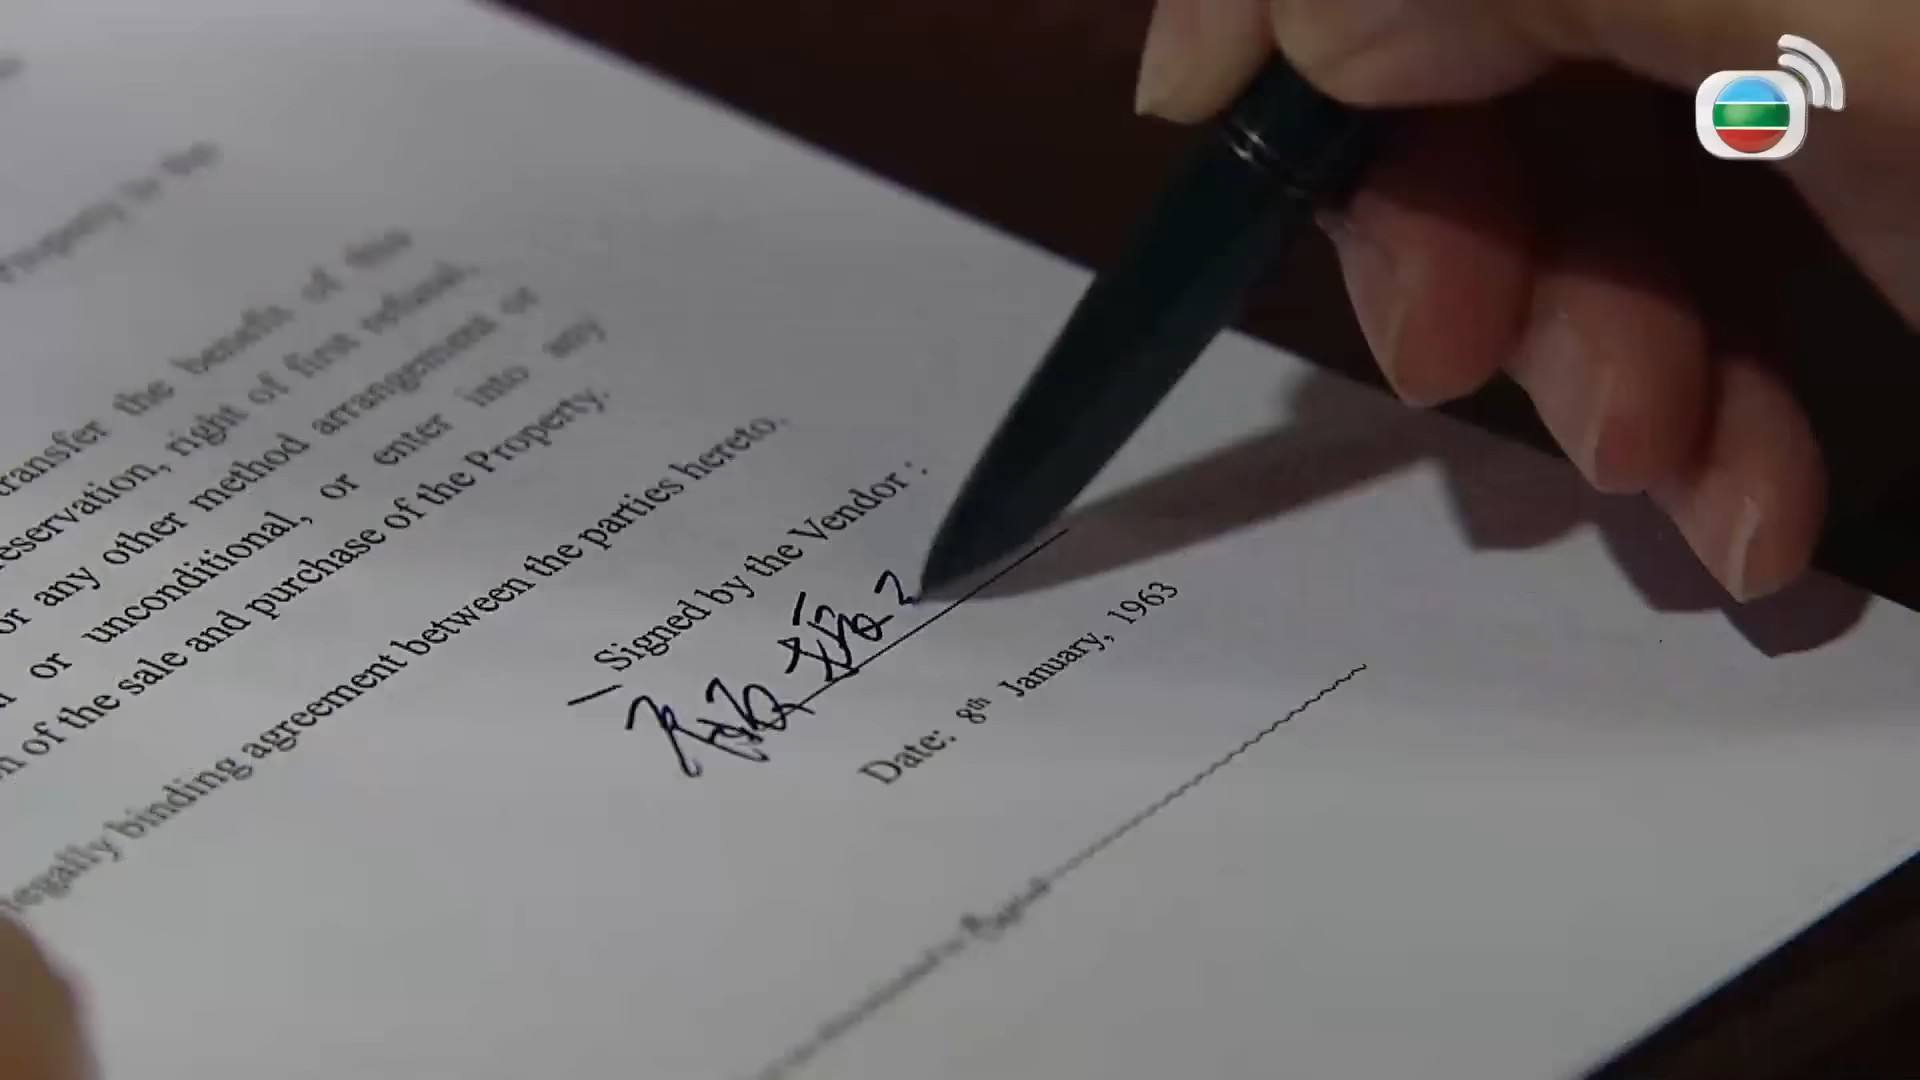 Property to the
transfer the benefit of the
reservation, right of first refusal,
or any other method arrangement or
or unconditional, or enter into any
of the sale and purchase of the Property.
legally binding agreement between the parties hereto.
Signed by the Vendor :
Date: 8th January, 1963